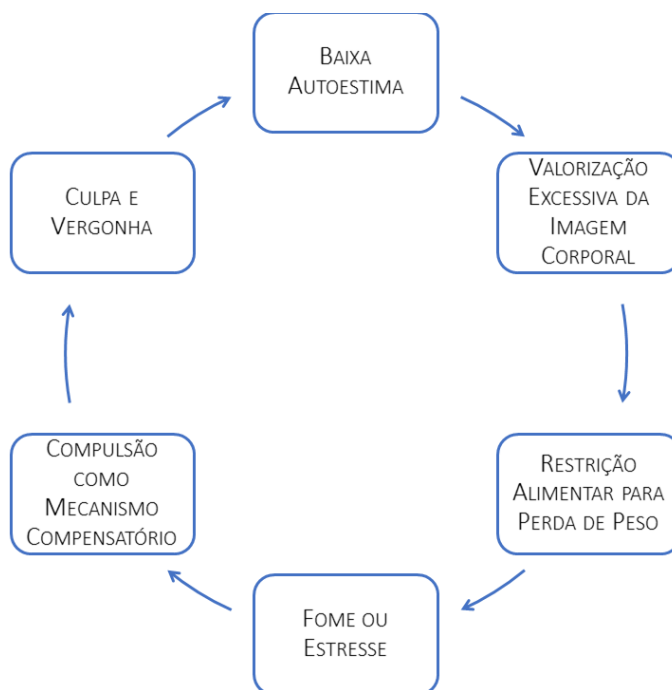 Baixa
Autoestima
Valorização
Excessiva da
Imagem
Corporal
Restrição
Alimentar para
Perda de Peso
Fome ou
Estresse
Compulsão
como
Mecanismo
Compensatório
Culpa e
Vergonha